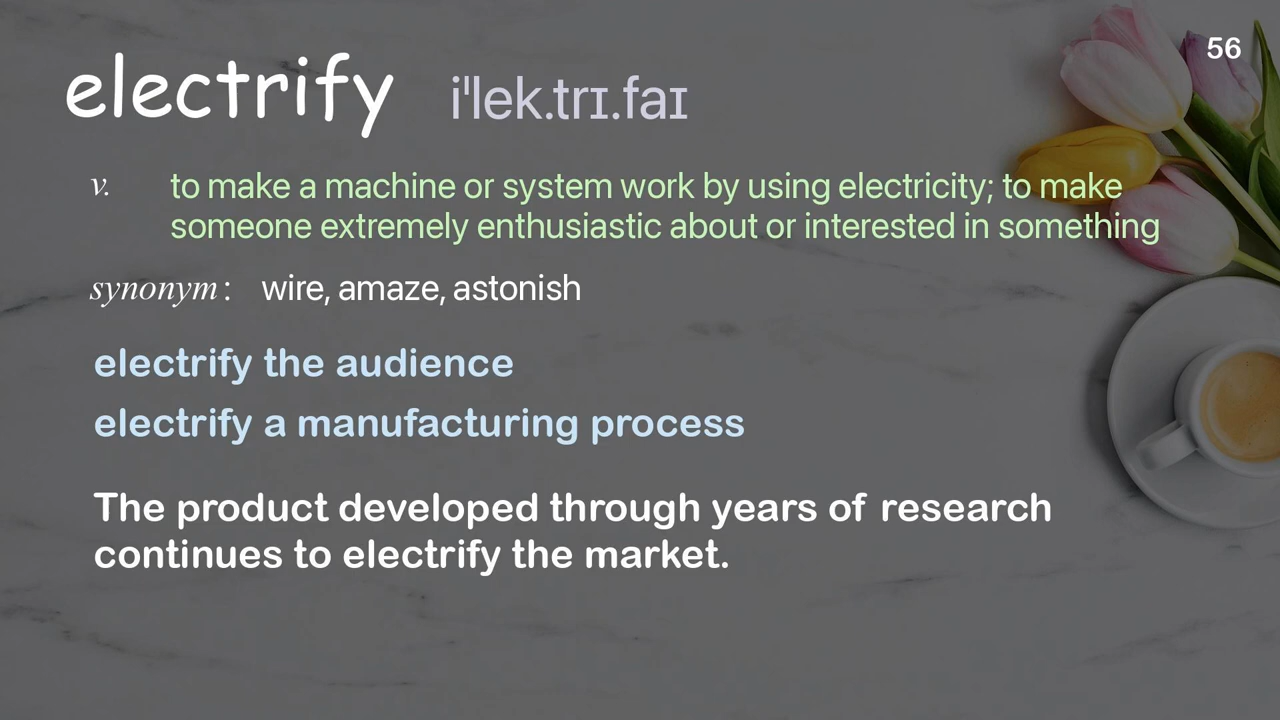 56
electrify iˈlek.trɪ.faɪ
v. to make a machine or system work by using electricity; to make
someone extremely enthusiastic about or interested in something
synonym: wire, amaze, astonish
electrify the audience
electrify a manufacturing process
The product developed through years of research
continues to electrify the market.